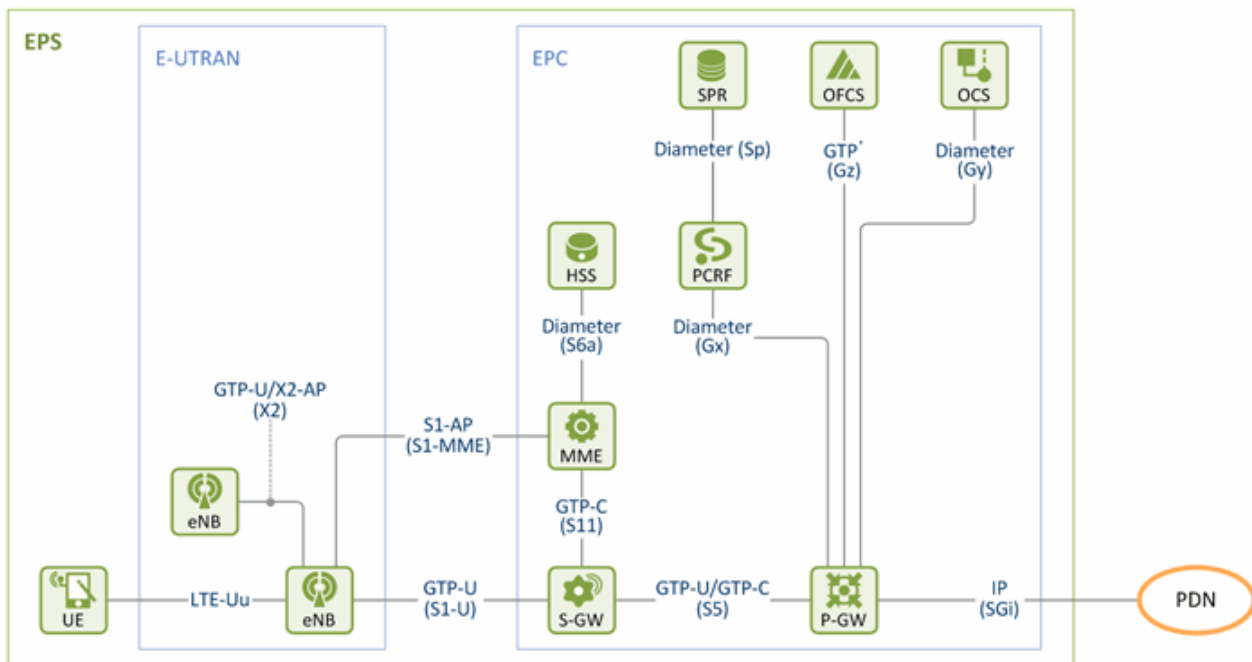 EPS
E-UTRAN
EPC
SPR
OFCS
OCS
Diameter (Sp)
GTP'
(Gz)
Diameter
(Gy)
HSS
PCRF
Diameter
(S6a)
Diameter
(Gx)
GTP-U/X2-AP
(X2)
S1-AP
(S1-MME)
MME
eNB
GTP-C
(S11)
UE
LTE-Uu
eNB
GTP-U
(S1-U)
S-GW
GTP-U/GTP-C
(S5)
P-GW
IP
(SGi)
PDN